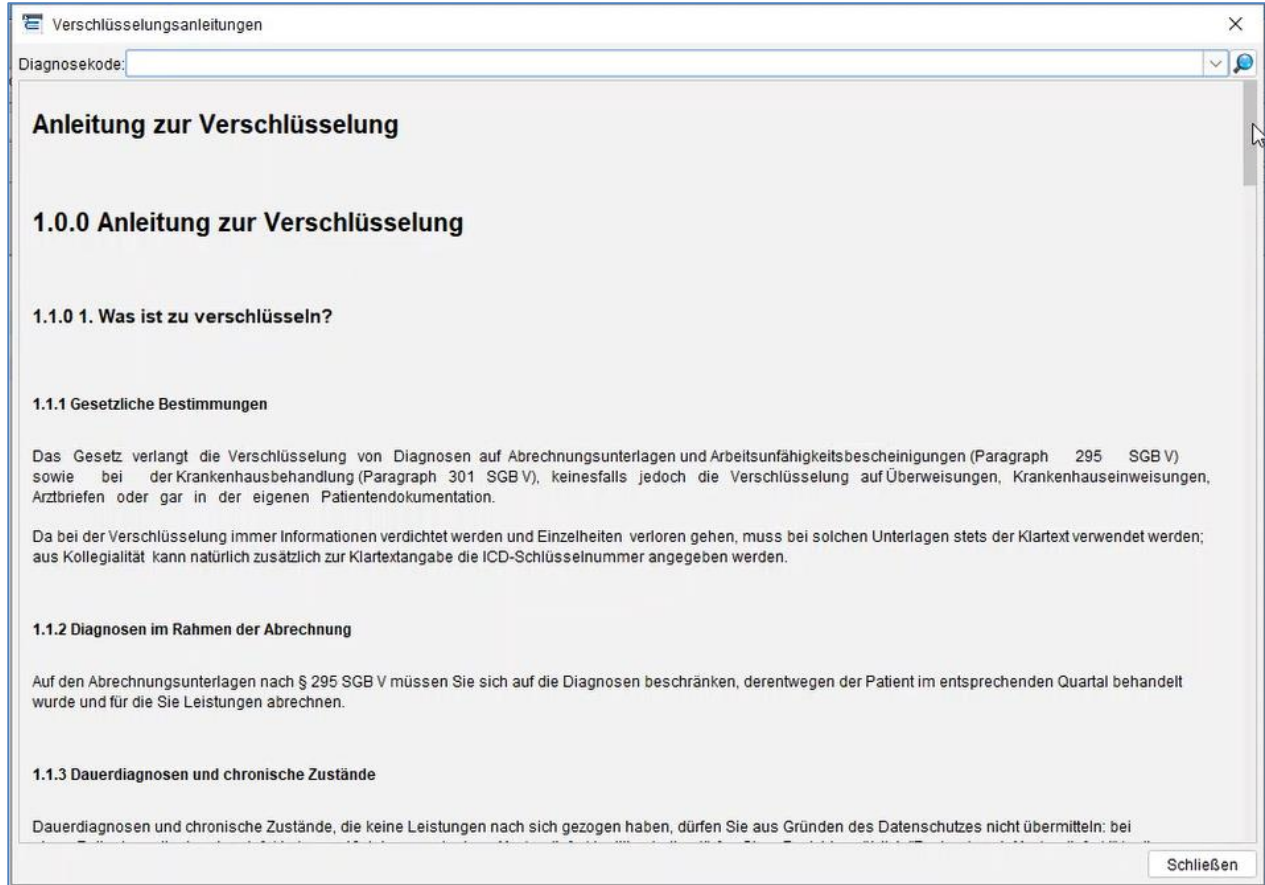 Verschlüsselungsanleitungen
Diagnosekode:
Anleitung zur Verschlüsselung
1.0.0 Anleitung zur Verschlüsselung
1.1.0 1. Was ist zu verschlüsseln?
1.1.1 Gesetzliche Bestimmungen
Das Gesetz verlangt die Verschlüsselung von Diagnosen auf Abrechnungsunterlagen und Arbeitsunfähigkeitsbescheinigungen (Paragraph 295 SGB V)
sowie bei der Krankenhausbehandlung (Paragraph 301 SGB V), keinesfalls jedoch die Verschlüsselung auf Überweisungen, Krankenhauseinweisungen,
Arztbriefen oder gar in der eigenen Patientendokumentation.
Da bei der Verschlüsselung immer Informationen verdichtet werden und Einzelheiten verloren gehen, muss bei solchen Unterlagen stets der Klartext verwendet werden;
aus Kollegialität kann natürlich zusätzlich zur Klartextangabe die ICD-Schlüsselnummer angegeben werden.
1.1.2 Diagnosen im Rahmen der Abrechnung
Auf den Abrechnungsunterlagen nach § 295 SGB V müssen Sie sich auf die Diagnosen beschränken, derentwegen der Patient im entsprechenden Quartal behandelt
wurde und für die Sie Leistungen abrechnen.
1.1.3 Dauerdiagnosen und chronische Zustände
Dauerdiagnosen und chronische Zustände, die keine Leistungen nach sich gezogen haben, dürfen Sie aus Gründen des Datenschutzes nicht übermitteln: bei
Schließen